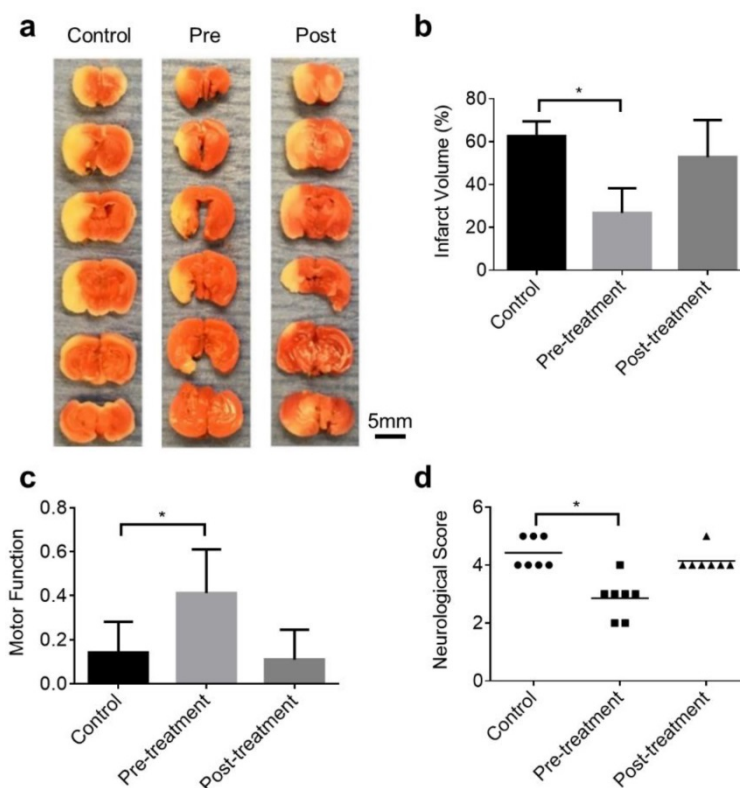 a
Control Pre Post
5mm
b
Infarct Volume (%)
80
60
40
20
0
*
Control
Pre-treatment
Post-treatment
c
Motor Function
0.8
0.6
0.4
0.2
0.0
*
Control
Pre-treatment
Post-treatment
d
Neurological Score
6
4
2
0
*
Control
Pre-treatment
Post-treatment